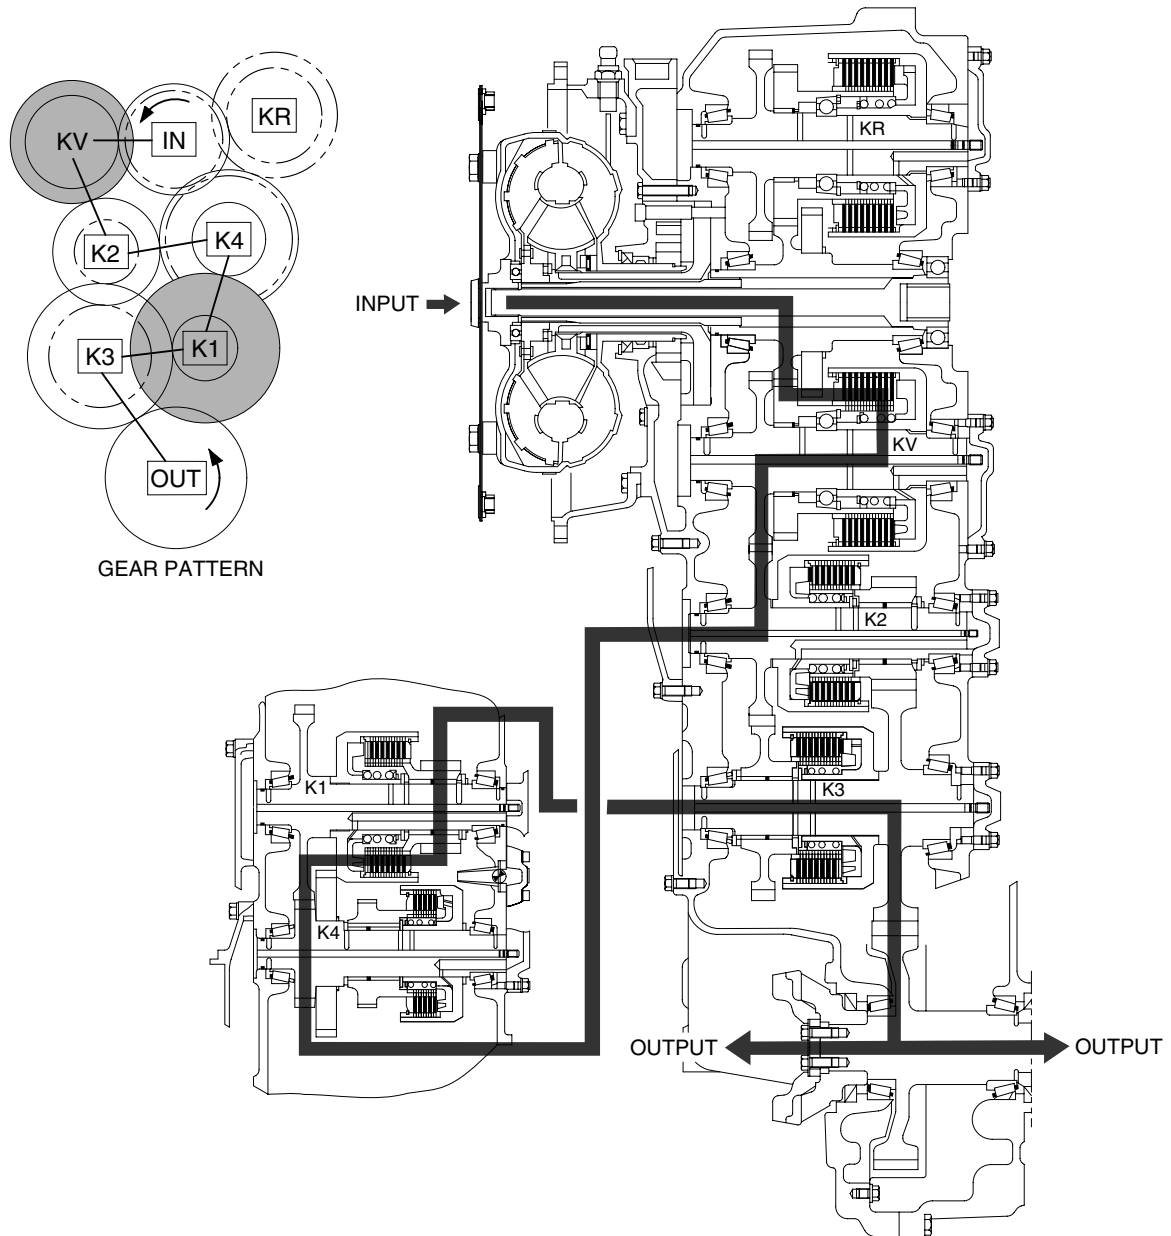 KV
IN
KR
K2
K4
K3
K1
OUT
GEAR PATTERN
INPUT
KR
KV
K2
K3
K1
K4
OUTPUT
OUTPUT